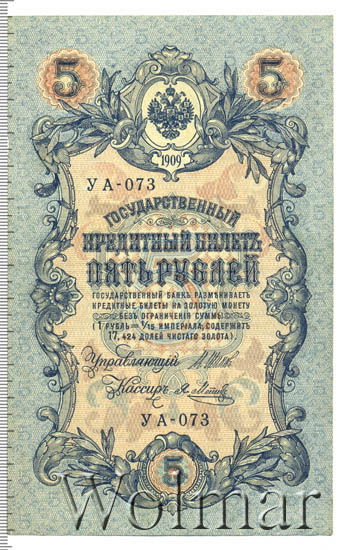 5 5
1909
УА-073
ГОСУДАРСТВЕННЫЙ
КРЕДИТНЫЙ БИЛЕТЪ
ПЯТЬ РУБЛЕЙ
ГОСУДАРСТВЕННЫЙ БАНКЪ РАЗМѢНИВАЕТЪ
КРЕДИТНЫЕ БИЛЕТЫ НА ЗОЛОТУЮ МОНЕТУ
БЕЗЪ ОГРАНИЧЕНІЯ СУММЫ
(1 РУБЛЬ = 1/15 ИМПЕРІАЛА, СОДЕРЖИТЪ
17,424 ДОЛЕЙ ЧИСТАГО ЗОЛОТА).
Управляющій
Кассиръ
УА-073
5
Wolmar